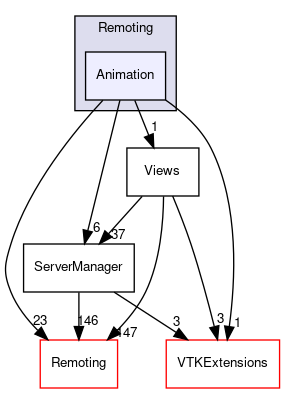 Remoting
Animation
1
Views
6
37
ServerManager
23
146
147
3
3
1
Remoting
VTKExtensions